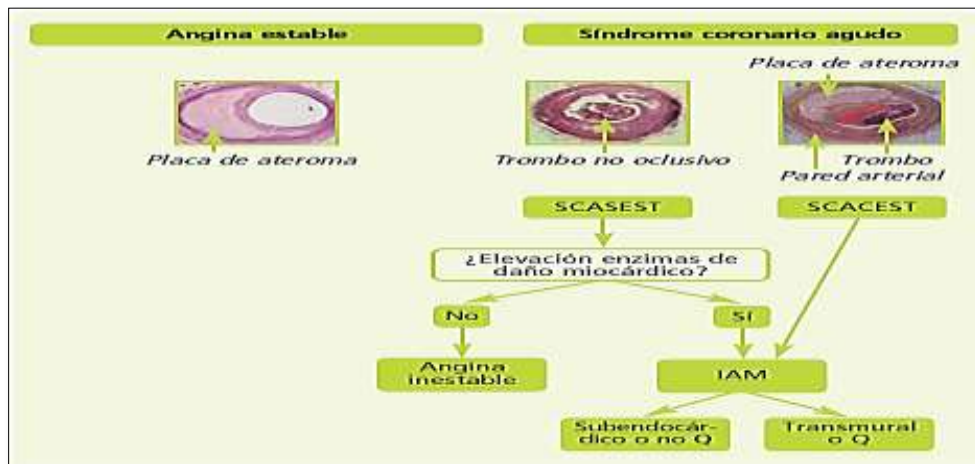 Angina estable
Síndrome coronario agudo
Placa de ateroma
Placa de ateroma
Trombo no oclusivo
Trombo
Pared arterial
SCASEST
SCACEST
¿Elevación enzimas de
daño miocárdico?
No
Sí
Angina
inestable
IAM
Subendocár-
dico o no Q
Transmural
o Q